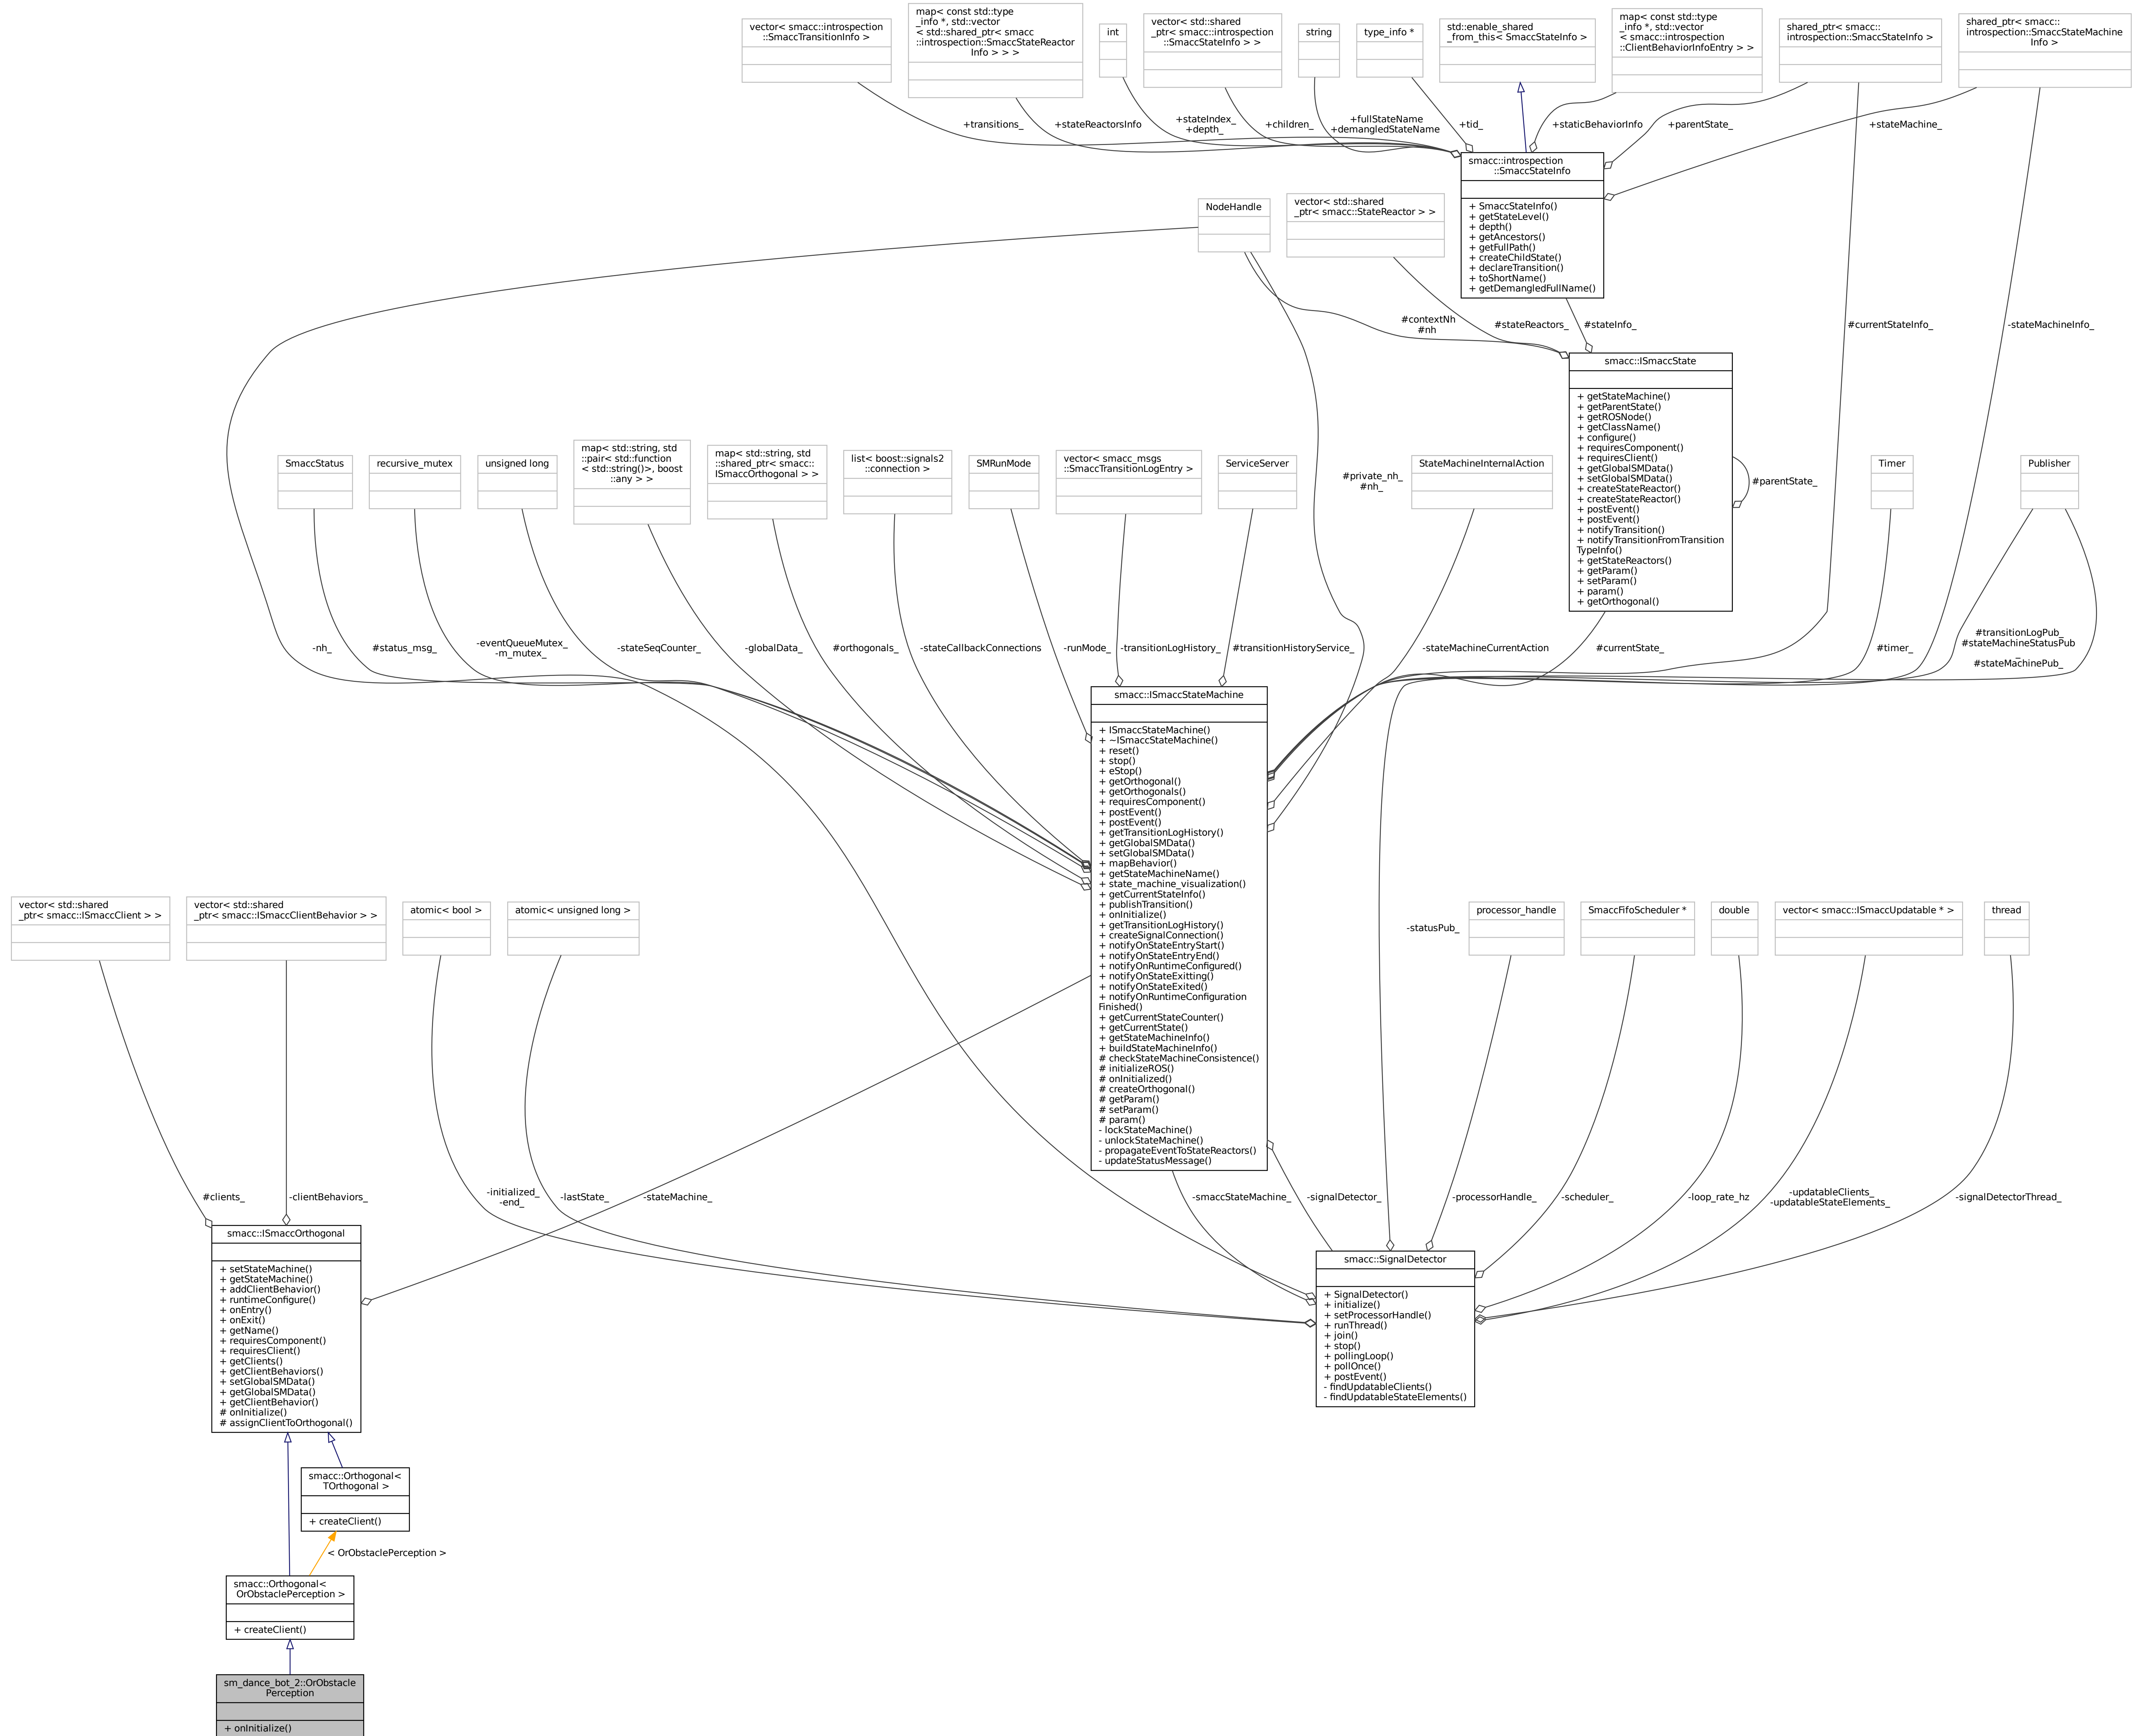 vector< smacc::introspection
::SmaccTransitionInfo >
map< const std::type
_info *, std::vector
< std::shared_ptr< smacc
::introspection::SmaccStateReactor
Info > > >
int
vector< std::shared
_ptr< smacc::introspection
::SmaccStateInfo > >
string
type_info *
std::enable_shared
_from_this< SmaccStateInfo >
map< const std::type
_info *, std::vector
< smacc::introspection
::ClientBehaviorInfoEntry > >
shared_ptr< smacc::
introspection::SmaccStateInfo >
shared_ptr< smacc::
introspection::SmaccStateMachine
Info >
+transitions_
+stateReactorsInfo
+stateIndex_
+depth_
+children_
+fullStateName
+demangledStateName
+tid_
+staticBehaviorInfo
+parentState_
+stateMachine_
smacc::introspection
::SmaccStateInfo
+ SmaccStateInfo()
+ getStateLevel()
+ depth()
+ getAncestors()
+ getFullPath()
+ createChildState()
+ declareTransition()
+ toShortName()
+ getDemangledFullName()
NodeHandle
vector< std::shared
_ptr< smacc::StateReactor > >
#contextNh
#nh
#stateReactors_
#stateInfo_
#currentStateInfo_
-stateMachineInfo_
smacc::ISmaccState
+ getStateMachine()
+ getParentState()
+ getROSNode()
+ getClassName()
+ configure()
+ requiresComponent()
+ requiresClient()
+ getGlobalSMData()
+ setGlobalSMData()
+ createStateReactor()
+ createStateReactor()
+ postEvent()
+ postEvent()
+ notifyTransition()
+ notifyTransitionFromTransition
TypeInfo()
+ getStateReactors()
+ getParam()
+ setParam()
+ param()
+ getOrthogonal()
#parentState_
SmaccStatus
recursive_mutex
unsigned long
map< std::string, std
::pair< std::function
< std::string()>, boost
::any > >
map< std::string, std
::shared_ptr< smacc::
ISmaccOrthogonal > >
list< boost::signals2
::connection >
SMRunMode
vector< smacc_msgs
::SmaccTransitionLogEntry >
ServiceServer
#private_nh_
#nh_
StateMachineInternalAction
Timer
Publisher
-nh_
#status_msg_
-eventQueueMutex_
-m_mutex_
-stateSeqCounter_
-globalData_
#orthogonals_
-stateCallbackConnections
-runMode_
-transitionLogHistory_
#transitionHistoryService_
-stateMachineCurrentAction
#currentState_
#timer_
#transitionLogPub_
#stateMachineStatusPub
_
#stateMachinePub_
smacc::ISmaccStateMachine
+ ISmaccStateMachine()
+ ~ISmaccStateMachine()
+ reset()
+ stop()
+ eStop()
+ getOrthogonal()
+ getOrthogonals()
+ requiresComponent()
+ postEvent()
+ postEvent()
+ getTransitionLogHistory()
+ getGlobalSMData()
+ setGlobalSMData()
+ mapBehavior()
+ getStateMachineName()
+ state_machine_visualization()
+ getCurrentStateInfo()
+ publishTransition()
+ onInitialize()
+ getTransitionLogHistory()
+ createSignalConnection()
+ notifyOnStateEntryStart()
+ notifyOnStateEntryEnd()
+ notifyOnRuntimeConfigured()
+ notifyOnStateExitting()
+ notifyOnStateExited()
+ notifyOnRuntimeConfiguration
Finished()
+ getCurrentStateCounter()
+ getCurrentState()
+ getStateMachineInfo()
+ buildStateMachineInfo()
# checkStateMachineConsistence()
# initializeROS()
# onInitialized()
# createOrthogonal()
# getParam()
# setParam()
# param()
- lockStateMachine()
- unlockStateMachine()
- propagateEventToStateReactors()
- updateStatusMessage()
vector< std::shared
_ptr< smacc::ISmaccClient > >
vector< std::shared
_ptr< smacc::ISmaccClientBehavior > >
atomic< bool >
atomic< unsigned long >
-statusPub_
processor_handle
SmaccFifoScheduler *
double
vector< smacc::ISmaccUpdatable * >
thread
#clients_
-clientBehaviors_
-initialized_
-end_
-lastState_
-stateMachine_
-smaccStateMachine_
-signalDetector_
-processorHandle_
-scheduler_
-loop_rate_hz
-updatableClients_
-updatableStateElements_
-signalDetectorThread_
smacc::ISmaccOrthogonal
+ setStateMachine()
+ getStateMachine()
+ addClientBehavior()
+ runtimeConfigure()
+ onEntry()
+ onExit()
+ getName()
+ requiresComponent()
+ requiresClient()
+ getClients()
+ getClientBehaviors()
+ setGlobalSMData()
+ getGlobalSMData()
+ getClientBehavior()
# onInitialize()
# assignClientToOrthogonal()
smacc::SignalDetector
+ SignalDetector()
+ initialize()
+ setProcessorHandle()
+ runThread()
+ join()
+ stop()
+ pollingLoop()
+ pollOnce()
+ postEvent()
- findUpdatableClients()
- findUpdatableStateElements()
smacc::Orthogonal<
TOrthogonal >
+ createClient()
< OrObstaclePerception >
smacc::Orthogonal<
OrObstaclePerception >
+ createClient()
sm_dance_bot_2::OrObstacle
Perception
+ onInitialize()